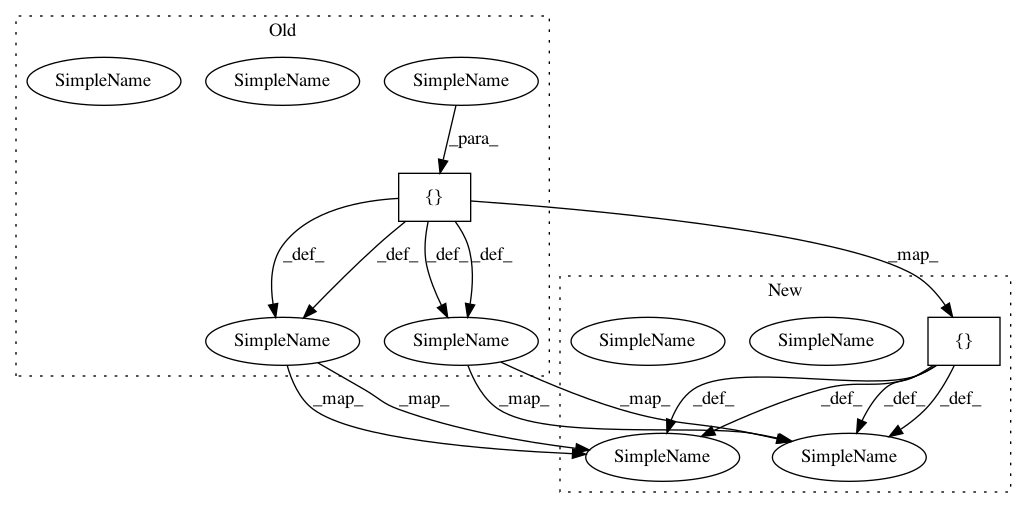 Old
SimpleName SimpleName SimpleName
_para_
{}
_def_ _def_ _def_ _def_ _map_
New
SimpleName SimpleName SimpleName SimpleName {}
_map_ _map_ _map_ _map_ _def_ _def_ _def_ _def_
SimpleName SimpleName